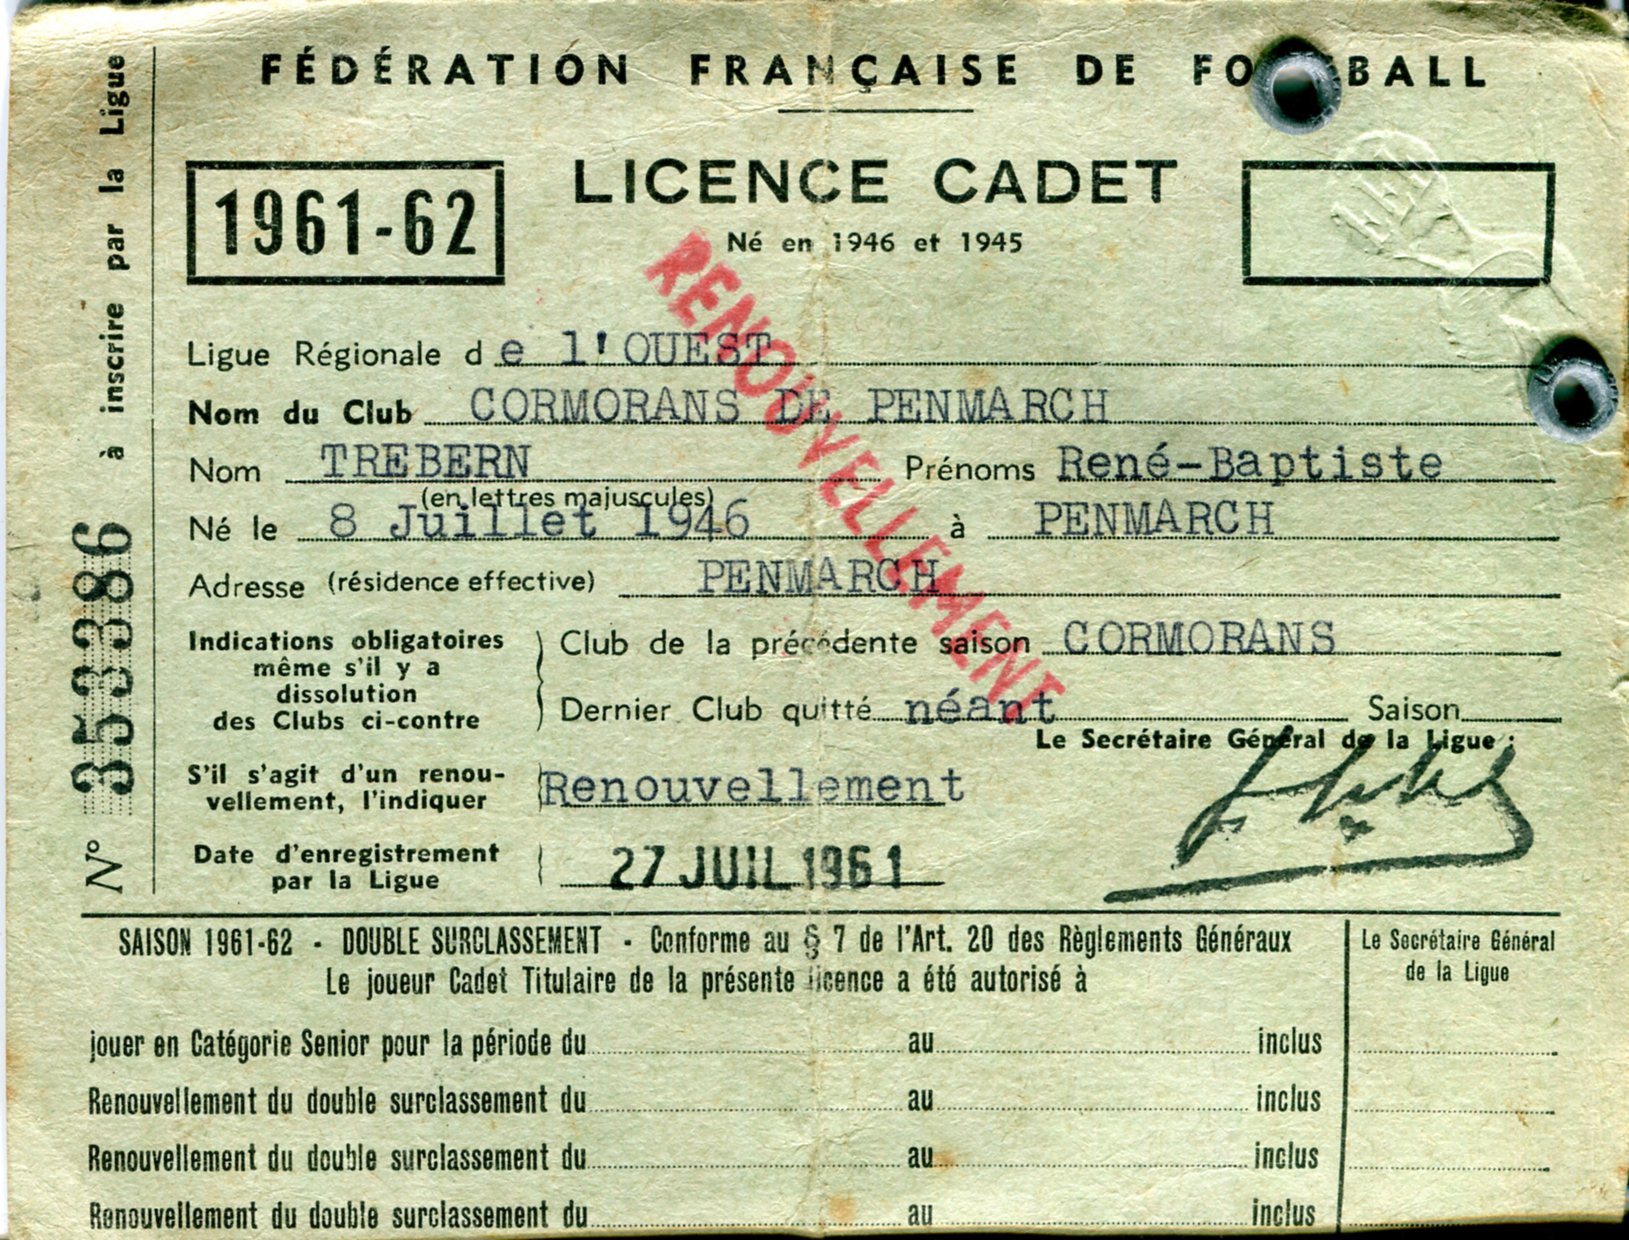 FÉDÉRATION FRANÇAISE DE FOOTBALL
1961-62
LICENCE CADET
Né en 1946 et 1945
RENOUVELLEMENT
Ligue Régionale de l'OUEST
Nom du Club CORMORANS DE PENMARCH
Nom TREBERN Prénoms René-Baptiste
(en lettres majuscules)
Né le 8 Juillet 1946 à PENMARCH
Adresse (résidence effective) PENMARCH
Indications obligatoires
même s'il y a
dissolution
des Clubs ci-contre
Club de la précédente saison CORMORANS
Dernier Club quitté néant Saison
Le Secrétaire Général de la Ligue :
S'il s'agit d'un renou-
vellement, l'indiquer
Renouvellement
Date d'enregistrement
par la Ligue
27 JUIL 1961
N° 353386 à inscrire par la Ligue
SAISON 1961-62 - DOUBLE SURCLASSEMENT - Conforme au § 7 de l'Art. 20 des Règlements Généraux
Le joueur Cadet Titulaire de la présente licence a été autorisé à
Le Secrétaire Général
de la Ligue
jouer en Catégorie Senior pour la période du au inclus
Renouvellement du double surclassement du au inclus
Renouvellement du double surclassement du au inclus
Renouvellement du double surclassement du au inclus